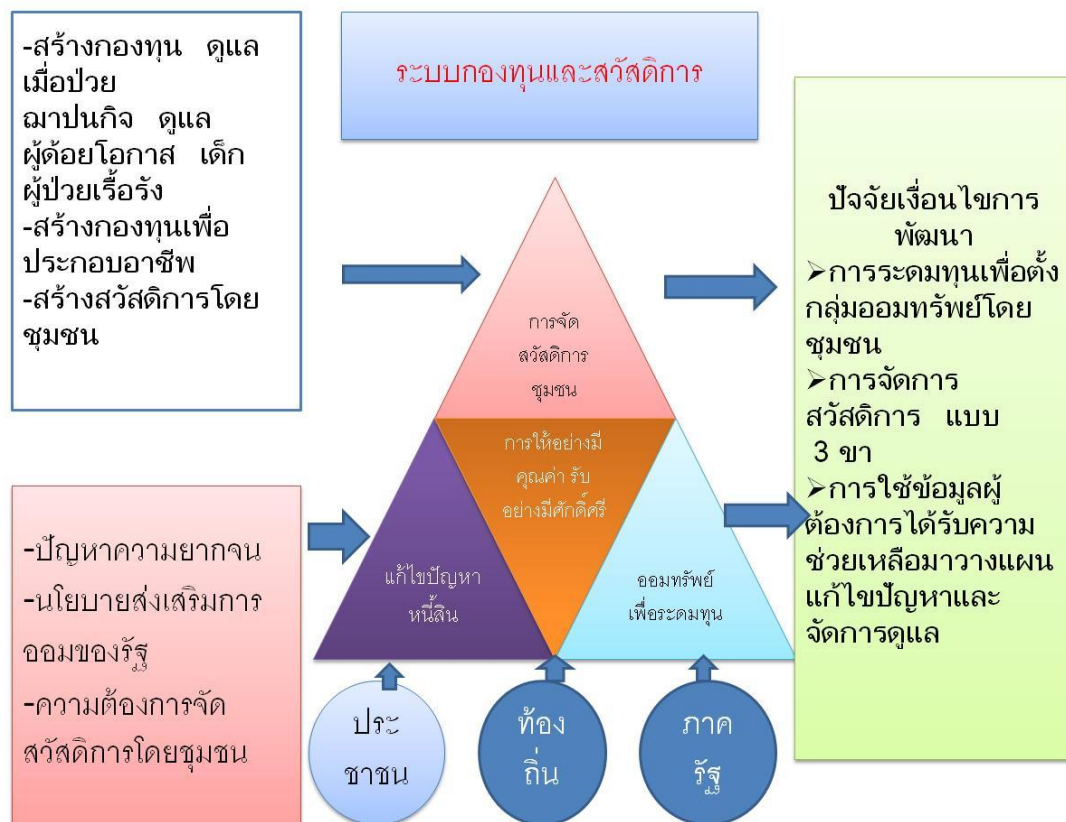 ระบบกองทุนและสวัสดิการ
-สร้างกองทุน ดูแล
เมื่อป่วย
ฌาปนกิจ ดูแล
ผู้ด้อยโอกาส เด็ก
ผู้ป่วยเรื้อรัง
-สร้างกองทุนเพื่อ
ประกอบอาชีพ
-สร้างสวัสดิการโดย
ชุมชน
-ปัญหาความยากจน
-นโยบายส่งเสริมการ
ออมของรัฐ
-ความต้องการจัด
สวัสดิการโดยชุมชน
การจัด
สวัสดิการ
ชุมชน
การให้อย่างมี
คุณค่า รับ
อย่างมีศักดิ์ศรี
แก้ไขปัญหา
หนี้สิน
ออมทรัพย์
เพื่อระดมทุน
ประ
ชาชน
ท้อง
ถิ่น
ภาค
รัฐ
ปัจจัยเงื่อนไขการ
พัฒนา
➢การระดมทุนเพื่อตั้ง
กลุ่มออมทรัพย์โดย
ชุมชน
➢การจัดการ
สวัสดิการ แบบ
3 ขา
➢การใช้ข้อมูลผู้
ต้องการได้รับความ
ช่วยเหลือมาวางแผน
แก้ไขปัญหาและ
จัดการดูแล